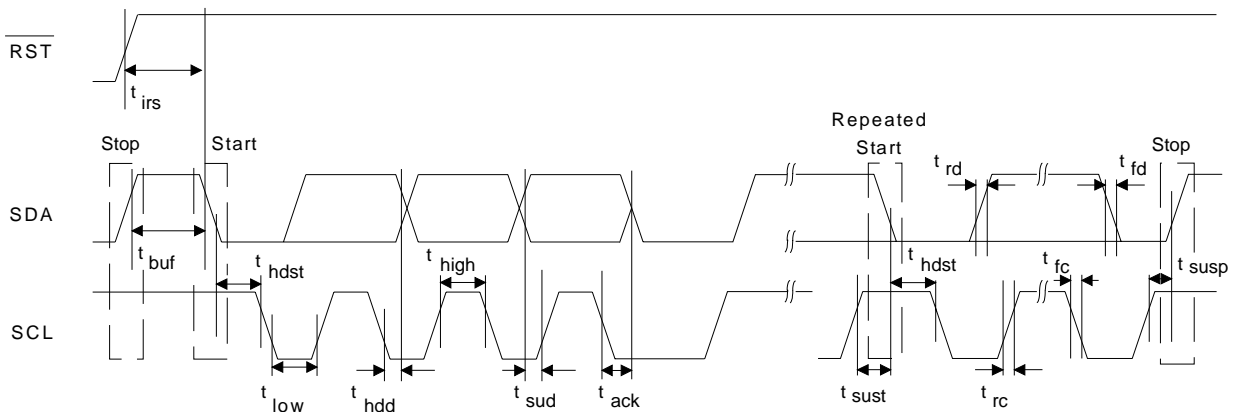 RST
t irs
Repeated
Stop Start Start Stop
t rd t fd
SDA
t buf t hdst t high t hdst t fc t susp
SCL
t low t hdd t sud t ack t sust t rc